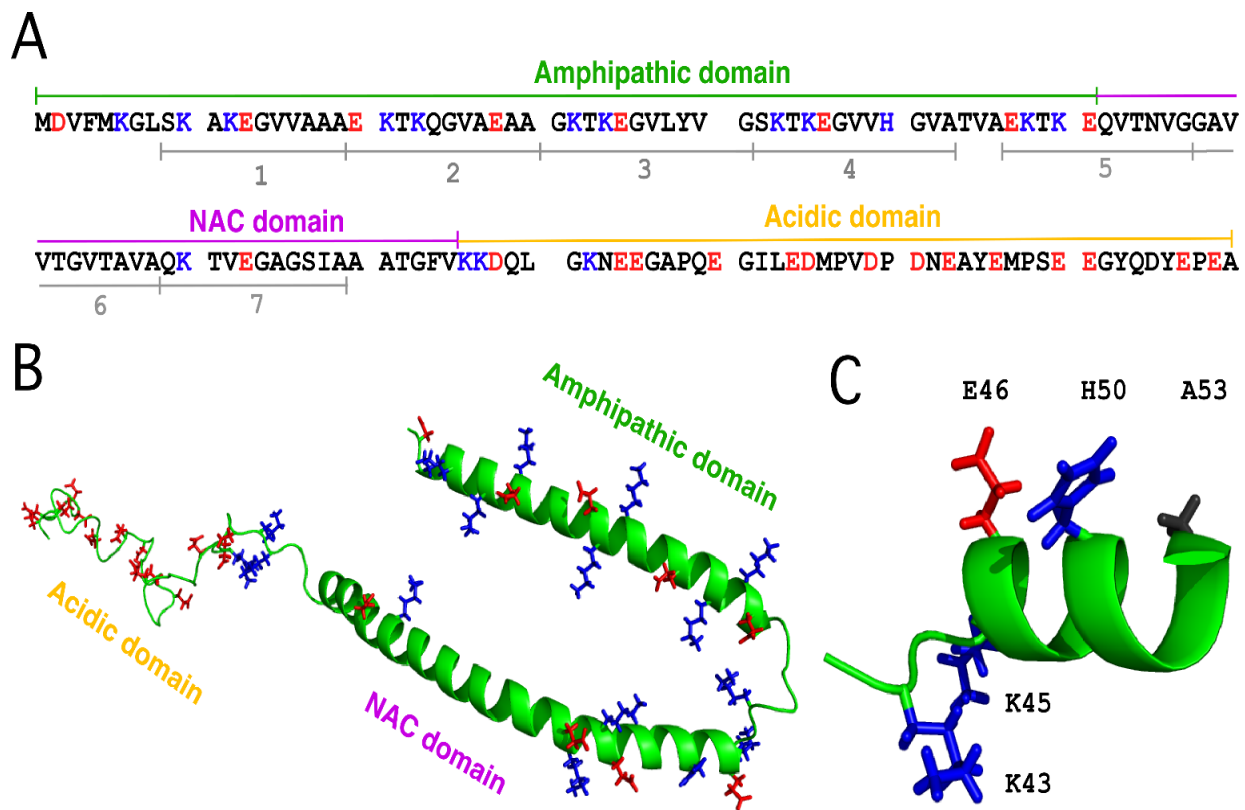 A
Amphipathic domain
MDVFMKGLSK AKEGVVAAAE KTKQGVAEAA GKTKEGVLYV GSKTKEGVVH GVATVAEKTK EQVTNVGGAV
1 2 3 4 5
NAC domain Acidic domain
VTGVTAVAQK TVEGAGSIAA ATGFVKKDQL GKNEEGAPQE GILEDMPVDP DNEAYEMPSE EGYQDYEPEA
6 7
B
Amphipathic domain
Acidic domain
NAC domain
C
E46 H50 A53
K45
K43